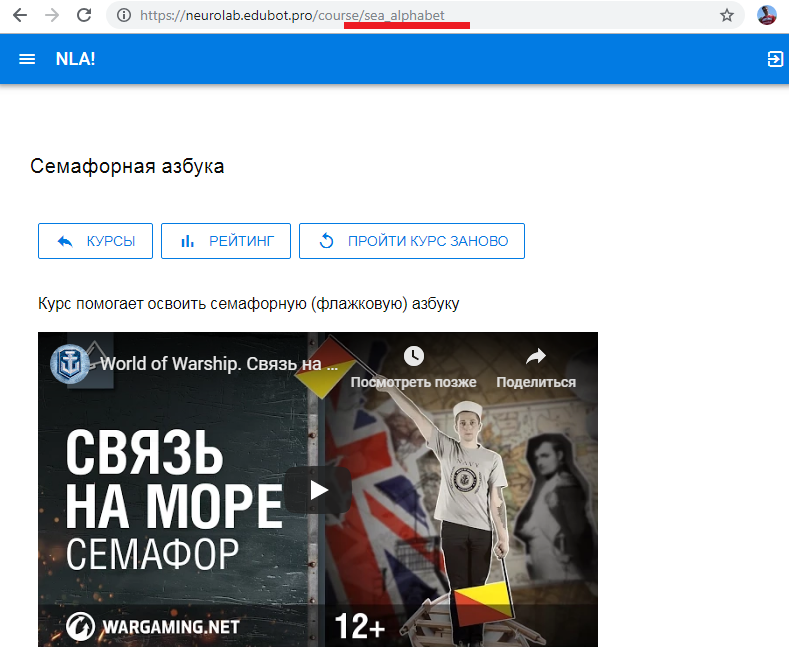 https://neurolab.edubot.pro/course/sea_alphabet
NLA!
Семафорная азбука
КУРСЫ
РЕЙТИНГ
ПРОЙТИ КУРС ЗАНОВО
Курс помогает освоить семафорную (флажковую) азбуку
World of Warship. Связь на ...
Посмотреть позже
Поделиться
СВЯЗЬ
НА МОРЕ
СЕМАФОР
NAVY
WARGAMING.NET
12+